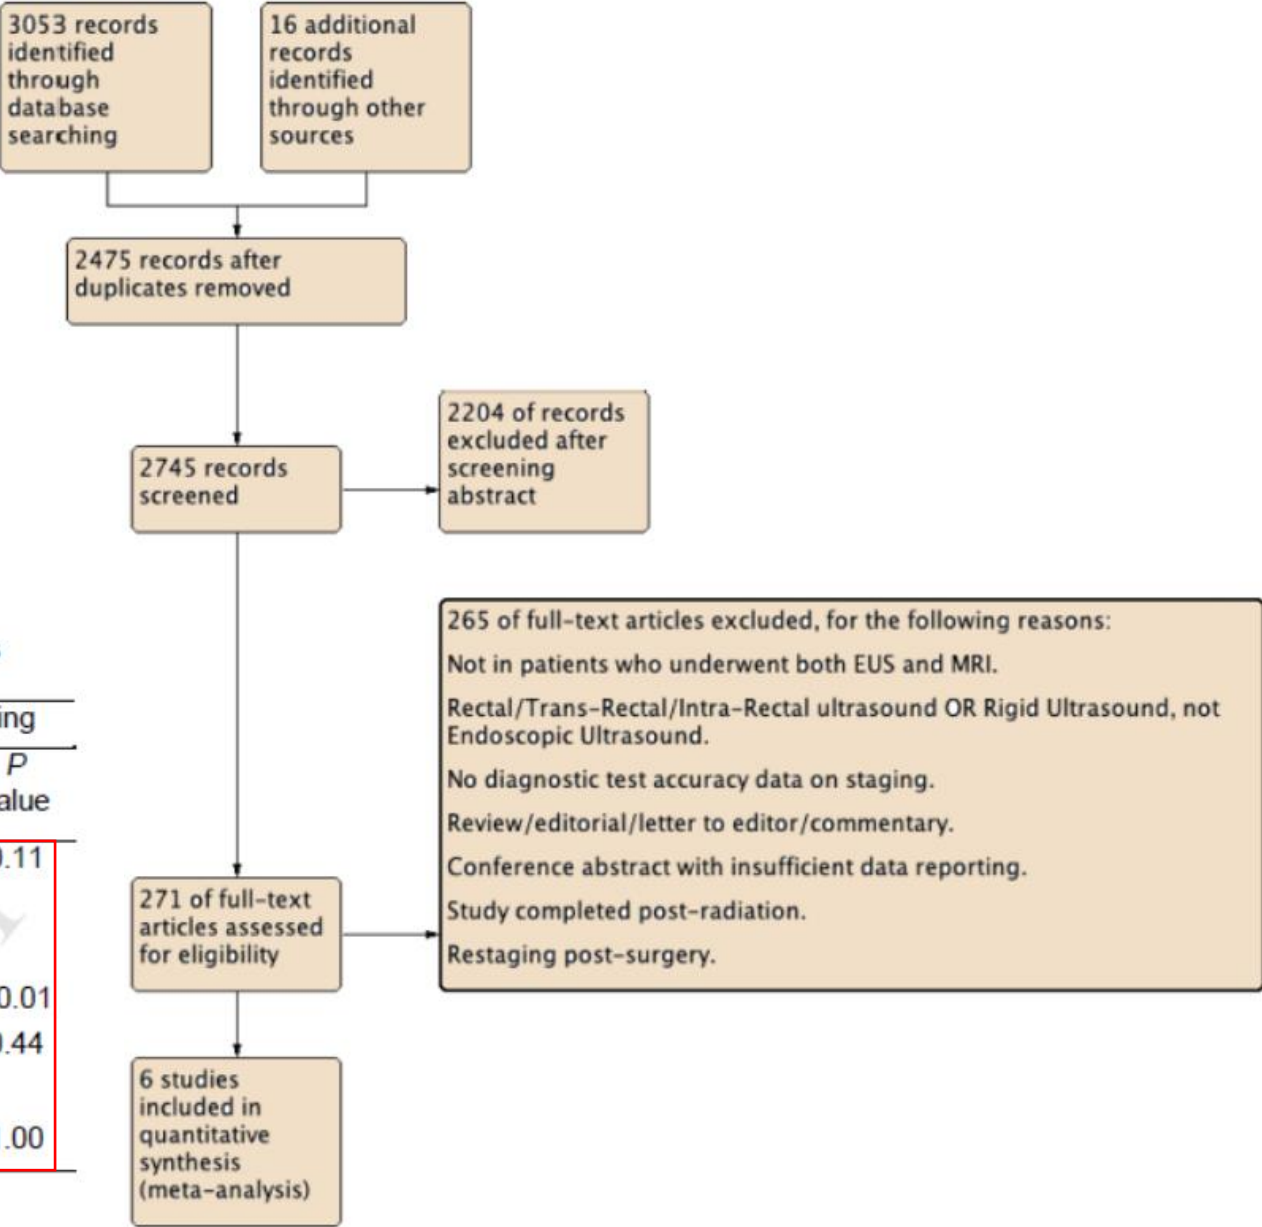 3053 records
identified
through
database
searching
16 additional
records
identified
through other
sources
2475 records after
duplicates removed
2745 records
screened
2204 of records
excluded after
screening
abstract
265 of full-text articles excluded, for the following reasons:
Not in patients who underwent both EUS and MRI.
Rectal/Trans-Rectal/Intra-Rectal ultrasound OR Rigid Ultrasound, not
Endoscopic Ultrasound.
No diagnostic test accuracy data on staging.
Review/editorial/letter to editor/commentary.
Conference abstract with insufficient data reporting.
Study completed post-radiation.
Restaging post-surgery.
271 of full-text
articles assessed
for eligibility
6 studies
included in
quantitative
synthesis
(meta-analysis)
ing
P
alue
.11
0.01
.44
.00